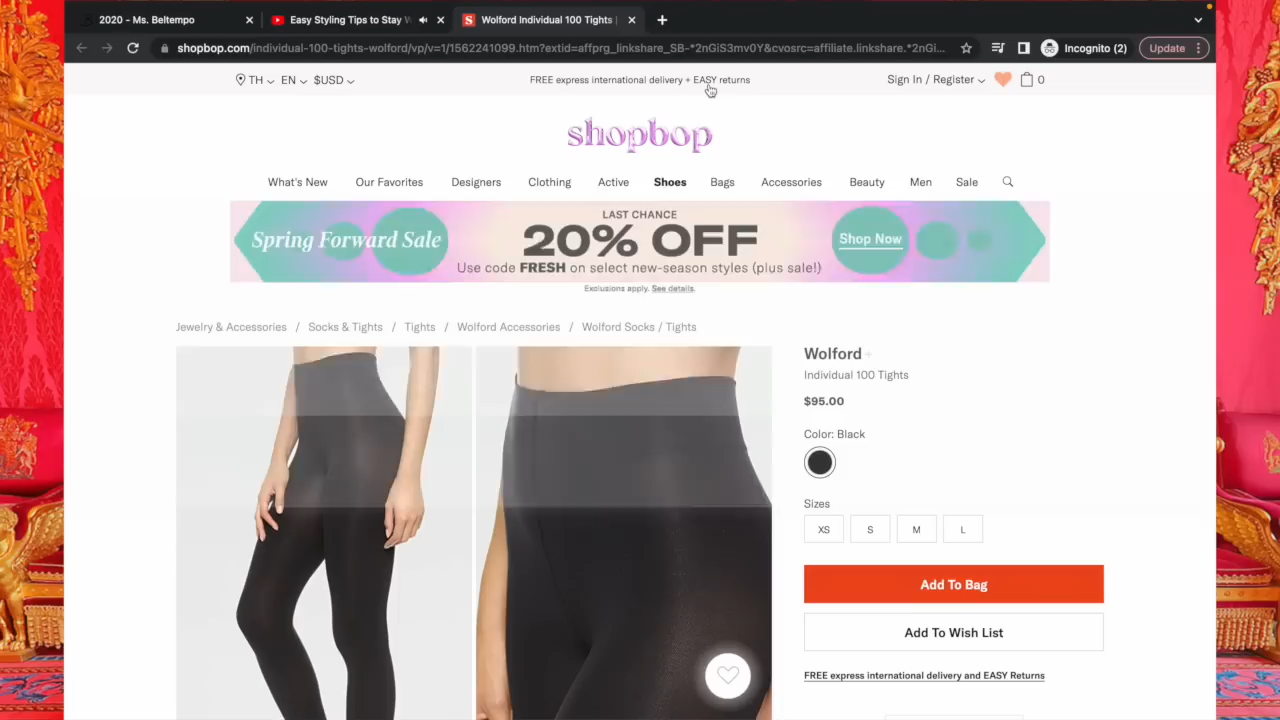 2020 - Ms. Beltempo
Easy Styling Tips to Stay
Wolford Individual 100 Tights
shopbop.com/individual-100-tights-wolford/vp/v=1/1562241099.htm?extid=affprg_linkshare_SB-*2nGiS3mv0Y&cvosrc=affiliate.linkshare.*2nGi...
Incognito (2)
Update
TH EN $USD
FREE express international delivery + EASY returns
Sign In / Register
0
shopbop
What's New Our Favorites Designers Clothing Active Shoes Bags Accessories Beauty Men Sale
Spring Forward Sale
LAST CHANCE
20% OFF
Use code FRESH on select new-season styles (plus sale!)
Shop Now
Exclusions apply. See details.
Jewelry & Accessories / Socks & Tights / Tights / Wolford Accessories / Wolford Socks / Tights
Wolford +
Individual 100 Tights
$95.00
Color: Black
Sizes
XS S M L
Add To Bag
Add To Wish List
FREE express international delivery and EASY Returns